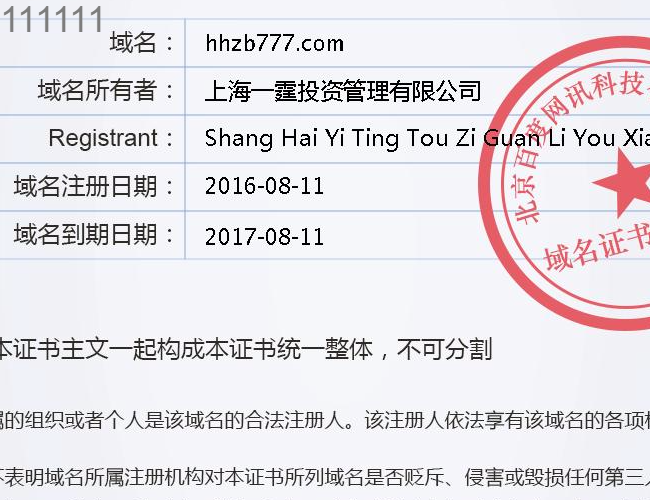 111111
域名： hhzb777.com
域名所有者： 上海一霆投资管理有限公司
Registrant： Shang Hai Yi Ting Tou Zi Guan Li You Xia
域名注册日期： 2016-08-11
域名到期日期： 2017-08-11
北京百度网讯科技
域名证书
本证书主文一起构成本证书统一整体，不可分割
属的组织或者个人是该域名的合法注册人。该注册人依法享有该域名的各项权
不表明域名所属注册机构对本证书所列域名是否贬斥、侵害或毁损任何第三人